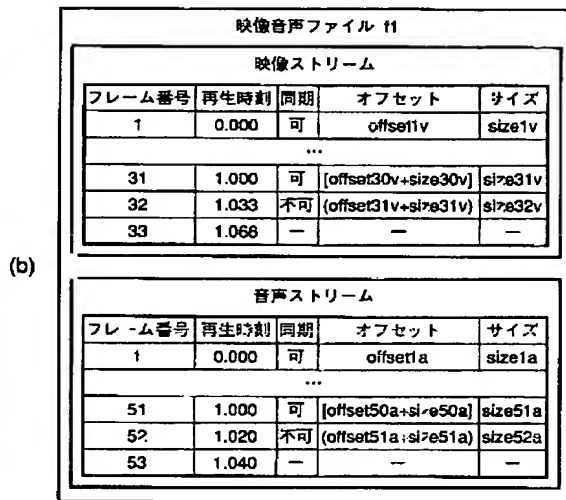 映像音声ファイル f1
映像ストリーム
フレーム番号 再生時刻 同期 オフセット サイズ
1 0.000 可 offset1v size1v
...
31 1.000 可 [offset30v+size30v] size31v
32 1.033 不可 (offset31v+size31v) size32v
33 1.066 — — —
(b)
音声ストリーム
フレーム番号 再生時刻 同期 オフセット サイズ
1 0.000 可 offset1a size1a
...
51 1.000 可 [offset50a+size50a] size51a
52 1.020 不可 (offset51a+size51a) size52a
53 1.040 — — —